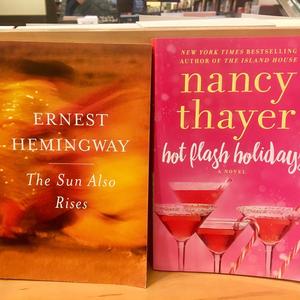 ERNEST
HEMINGWAY
The Sun Also
Rises
NEW YORK TIMES BESTSELLING
AUTHOR OF THE ISLAND HOUSE
nancy
thayer
hot flash holidays
A NOVEL